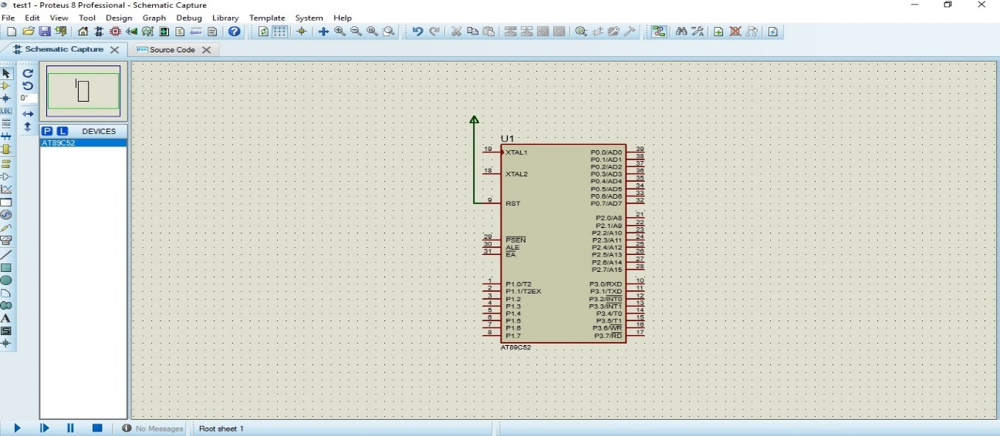 test1 - Proteus 8 Professional - Schematic Capture
File Edit View Tool Design Graph Debug Library Template System Help
Schematic Capture Source Code
0°
LBL
P L DEVICES
AT89C52
A
S
U1
19 XTAL1
18 XTAL2
9 RST
29 PSEN
30 ALE
31 EA
1 P1.0/T2
2 P1.1/T2EX
3 P1.2
4 P1.3
5 P1.4
6 P1.5
7 P1.6
8 P1.7
P0.0/AD0 39
P0.1/AD1 38
P0.2/AD2 37
P0.3/AD3 36
P0.4/AD4 35
P0.5/AD5 34
P0.6/AD6 33
P0.7/AD7 32
P2.0/A8 21
P2.1/A9 22
P2.2/A10 23
P2.3/A11 24
P2.4/A12 25
P2.5/A13 26
P2.6/A14 27
P2.7/A15 28
P3.0/RXD 10
P3.1/TXD 11
P3.2/INT0 12
P3.3/INT1 13
P3.4/T0 14
P3.5/T1 15
P3.6/WR 16
P3.7/RD 17
AT89C52
No Messages Root sheet 1